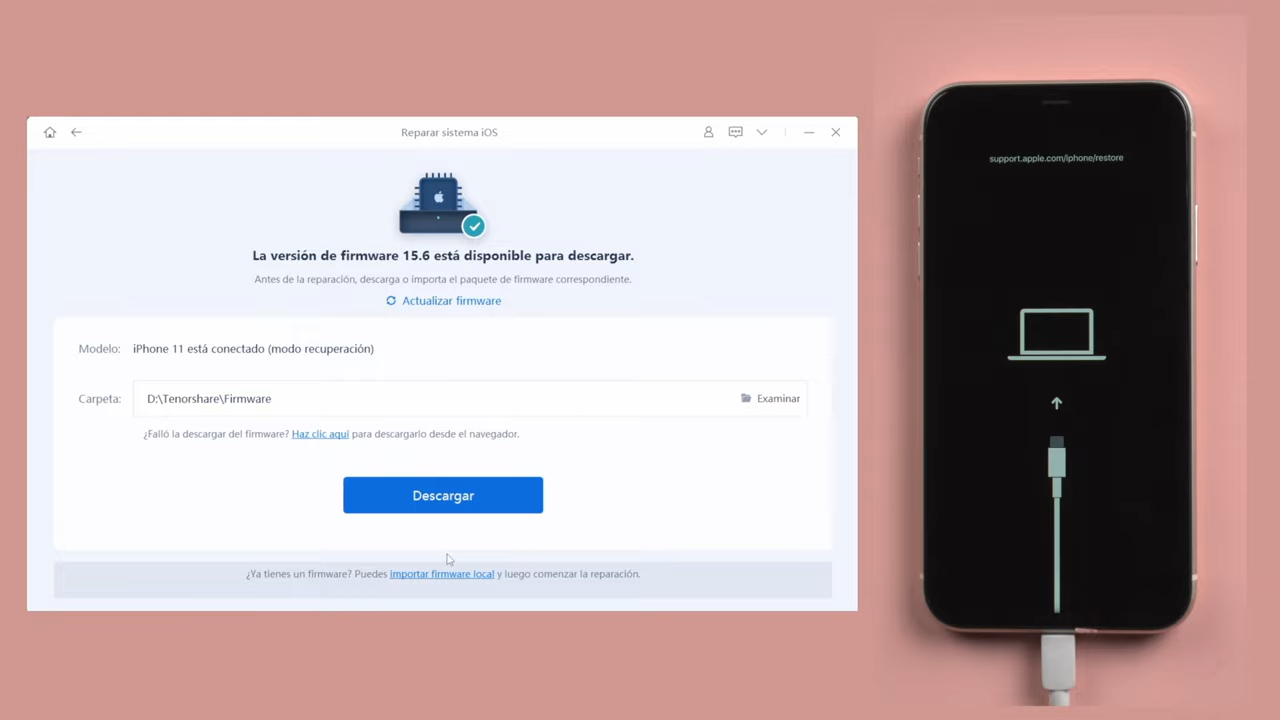 Reparar sistema iOS
La versión de firmware 15.6 está disponible para descargar.
Antes de la reparación, descarga o importa el paquete de firmware correspondiente.
Actualizar firmware
Modelo: iPhone 11 está conectado (modo recuperación)
Carpeta: D:\Tenorshare\Firmware Examinar
¿Falló la descargar del firmware? Haz clic aquí para descargarlo desde el navegador.
Descargar
¿Ya tienes un firmware? Puedes importar firmware local y luego comenzar la reparación.
support.apple.com/iphone/restore